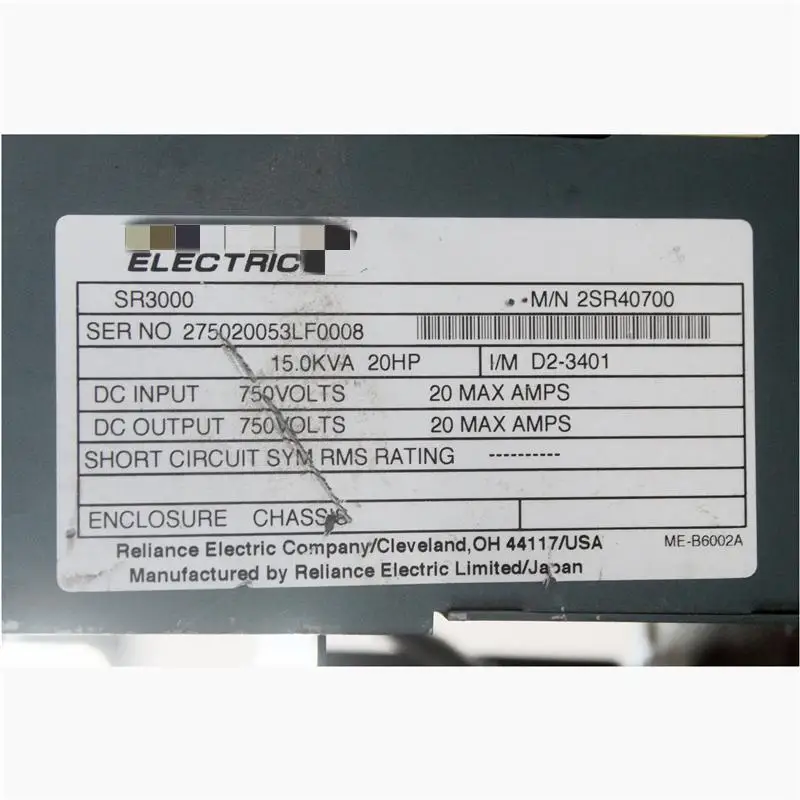 ELECTRIC
SR3000 M/N 2SR40700
SER NO 275020053LF0008
15.0KVA 20HP I/M D2-3401
DC INPUT 750VOLTS 20 MAX AMPS
DC OUTPUT 750VOLTS 20 MAX AMPS
SHORT CIRCUIT SYM RMS RATING ----------
ENCLOSURE CHASSIS
Reliance Electric Company/Cleveland,OH 44117/USA ME-B6002A
Manufactured by Reliance Electric Limited/Japan